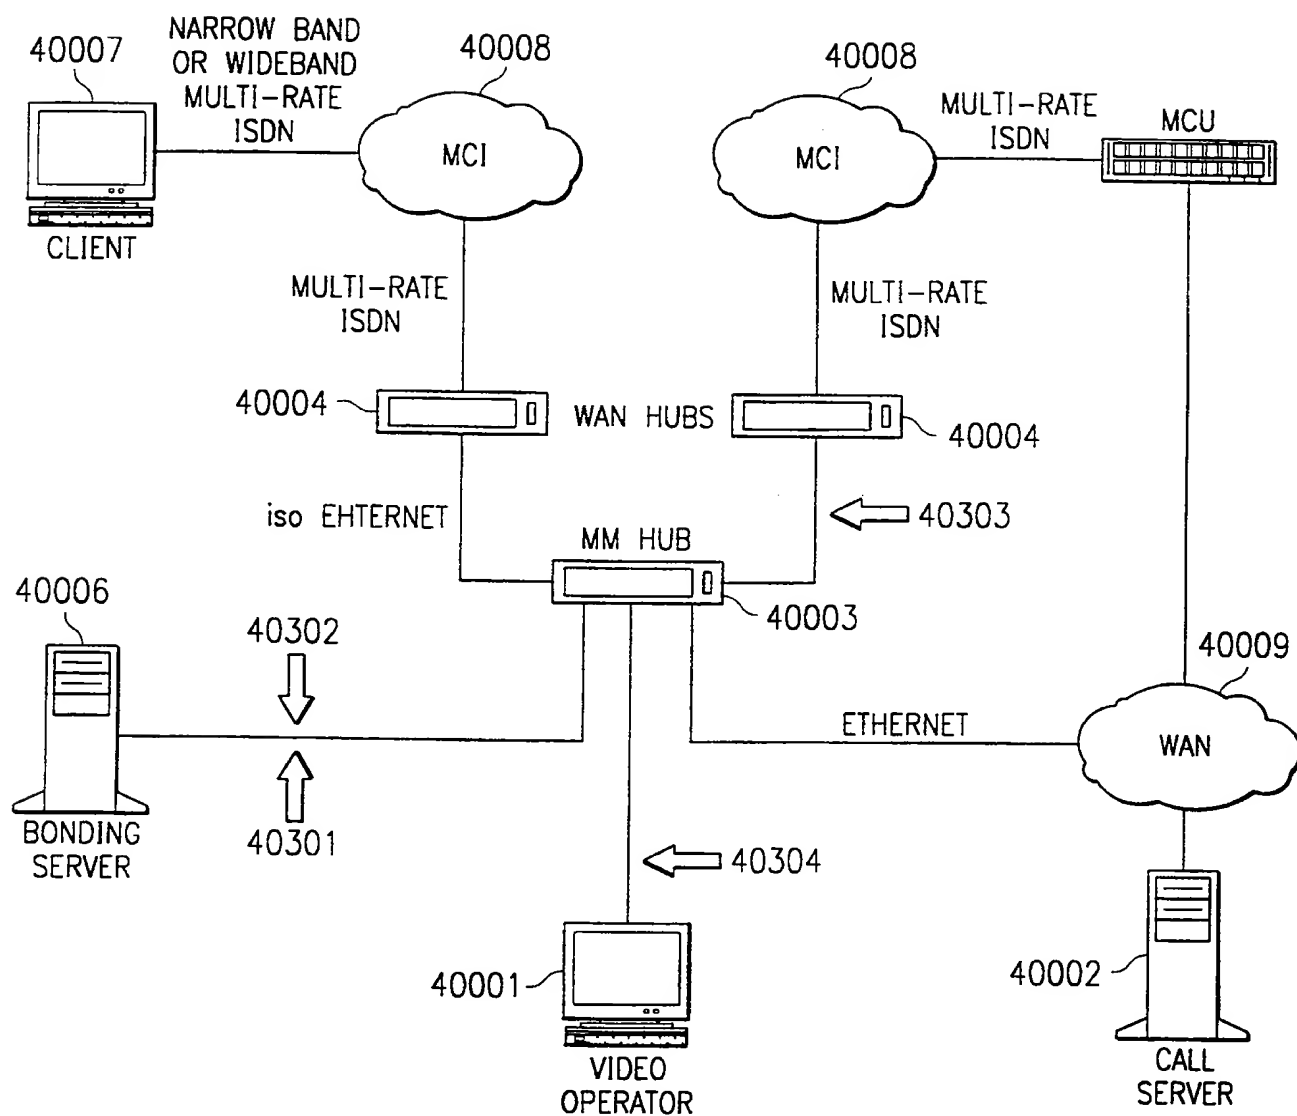 40007
NARROW BAND
OR WIDEBAND
MULTI-RATE
ISDN
40008
40008
MCI
MCI
MULTI-RATE
ISDN
MCU
CLIENT
MULTI-RATE
ISDN
MULTI-RATE
ISDN
40004
WAN HUBS
40004
iso EHTERNET
40303
MM HUB
40003
40006
40302
40009
ETHERNET
WAN
40301
BONDING
SERVER
40304
40001
40002
VIDEO
OPERATOR
CALL
SERVER